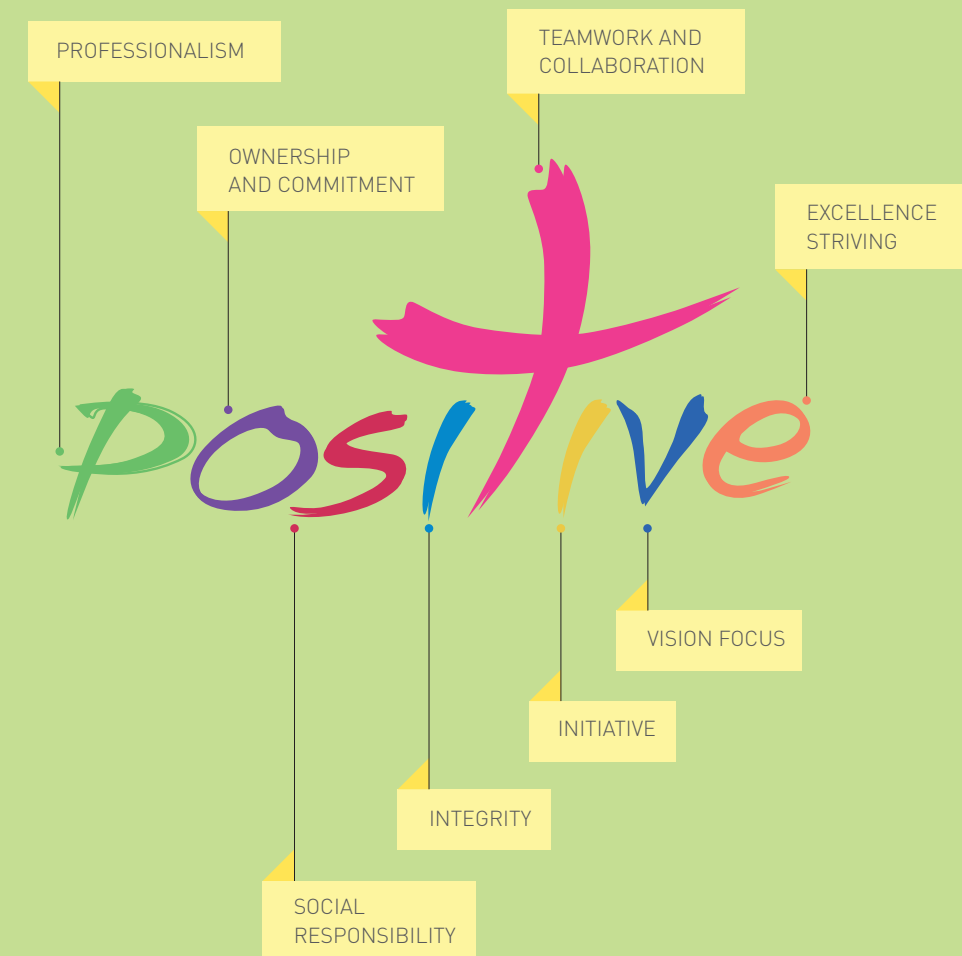 PROFESSIONALISM
TEAMWORK AND
COLLABORATION
OWNERSHIP
AND COMMITMENT
EXCELLENCE
STRIVING
Positive
VISION FOCUS
INITIATIVE
INTEGRITY
SOCIAL
RESPONSIBILITY